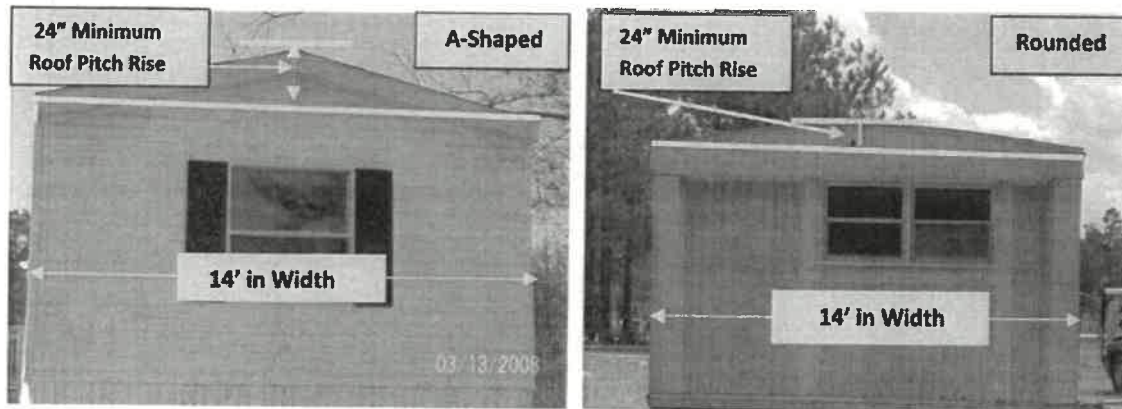 24" Minimum
Roof Pitch Rise
A-Shaped
14' in Width
03/13/2008
24" Minimum
Roof Pitch Rise
Rounded
14' in Width